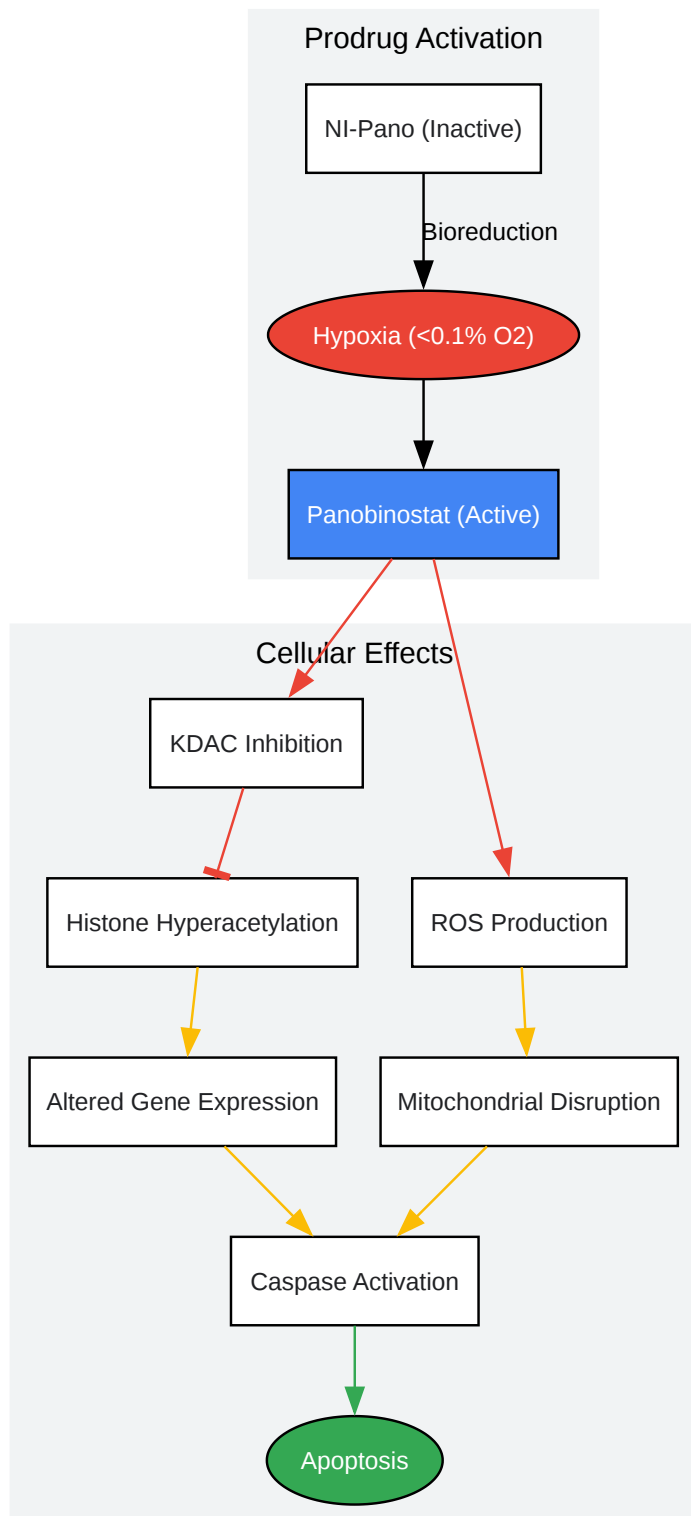 Prodrug Activation
NI-Pano (Inactive)
Bioreduction
Hypoxia (<0.1% O2)
Panobinostat (Active)
Cellular Effects
KDAC Inhibition
Histone Hyperacetylation
ROS Production
Altered Gene Expression
Mitochondrial Disruption
Caspase Activation
Apoptosis